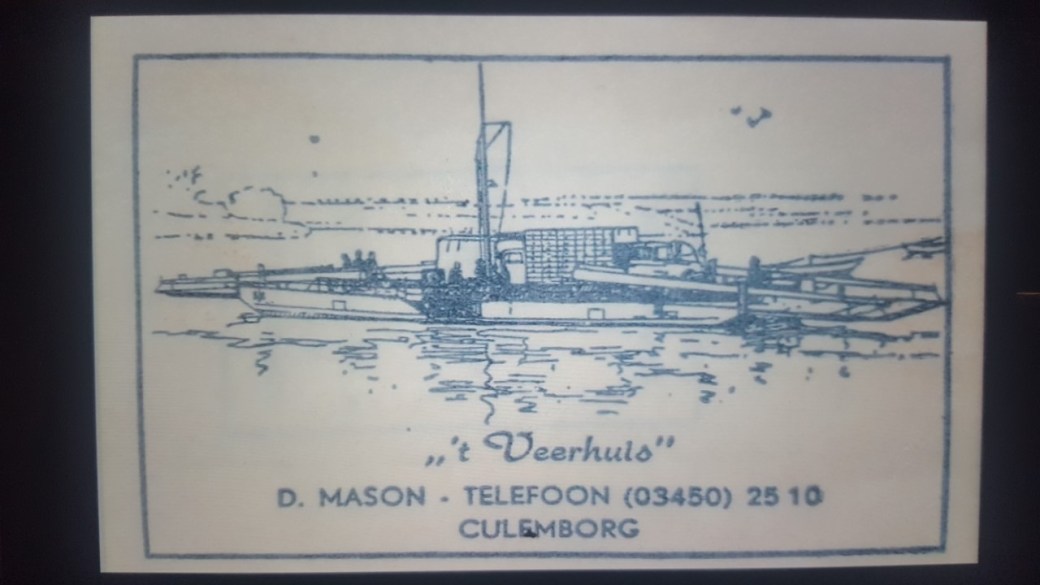 „'t Veerhuis”
D. MASON - TELEFOON (03450) 25 10
CULEMBORG